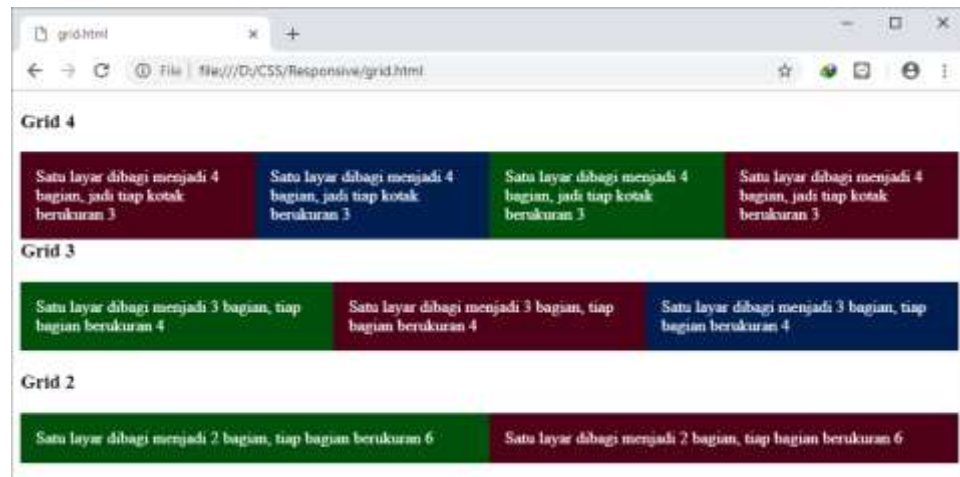 grid.html
File | file:///D:/CSS/Responsive/grid.html
Grid 4
Satu layar dibagi menjadi 4
bagian, jadi tiap kotak
berukuran 3
Satu layar dibagi menjadi 4
bagian, jadi tiap kotak
berukuran 3
Satu layar dibagi menjadi 4
bagian, jadi tiap kotak
berukuran 3
Satu layar dibagi menjadi 4
bagian, jadi tiap kotak
berukuran 3
Grid 3
Satu layar dibagi menjadi 3 bagian, tiap
bagian berukuran 4
Satu layar dibagi menjadi 3 bagian, tiap
bagian berukuran 4
Satu layar dibagi menjadi 3 bagian, tiap
bagian berukuran 4
Grid 2
Satu layar dibagi menjadi 2 bagian, tiap bagian berukuran 6
Satu layar dibagi menjadi 2 bagian, tiap bagian berukuran 6